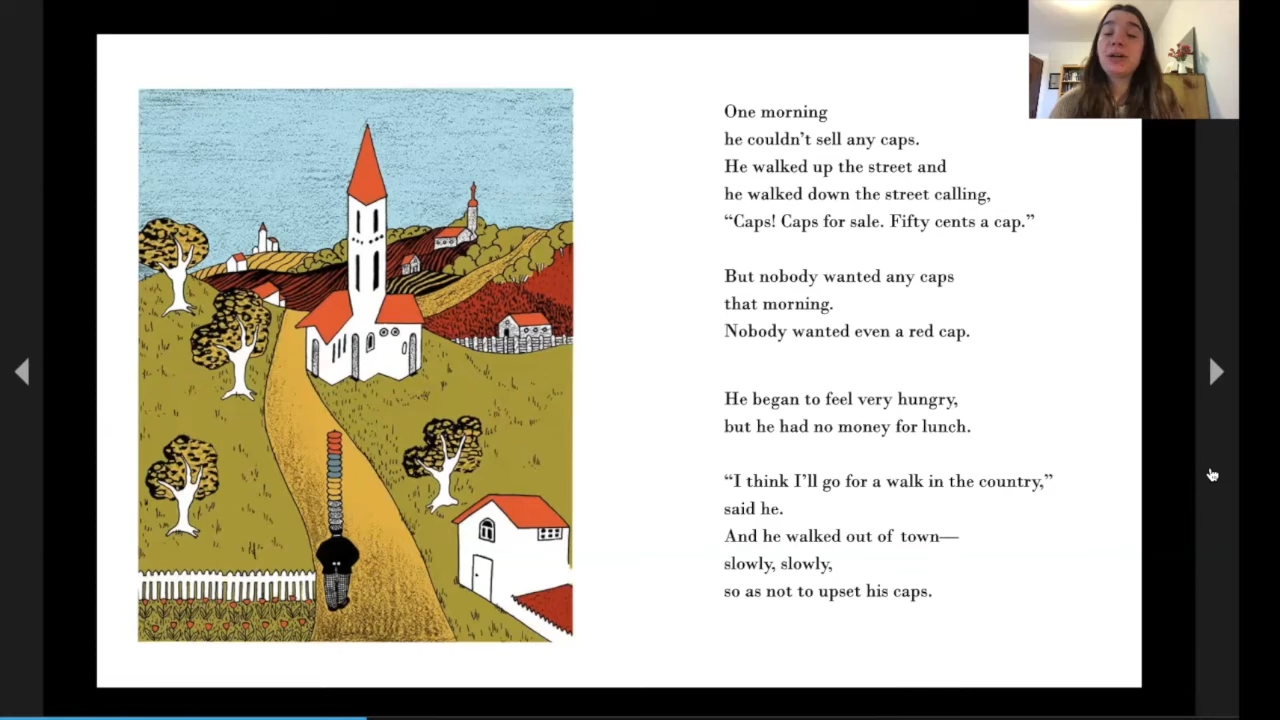 One morning
he couldn’t sell any caps.
He walked up the street and
he walked down the street calling,
“Caps! Caps for sale. Fifty cents a cap.”
But nobody wanted any caps
that morning.
Nobody wanted even a red cap.
He began to feel very hungry,
but he had no money for lunch.
“I think I’ll go for a walk in the country,”
said he.
And he walked out of town—
slowly, slowly,
so as not to upset his caps.